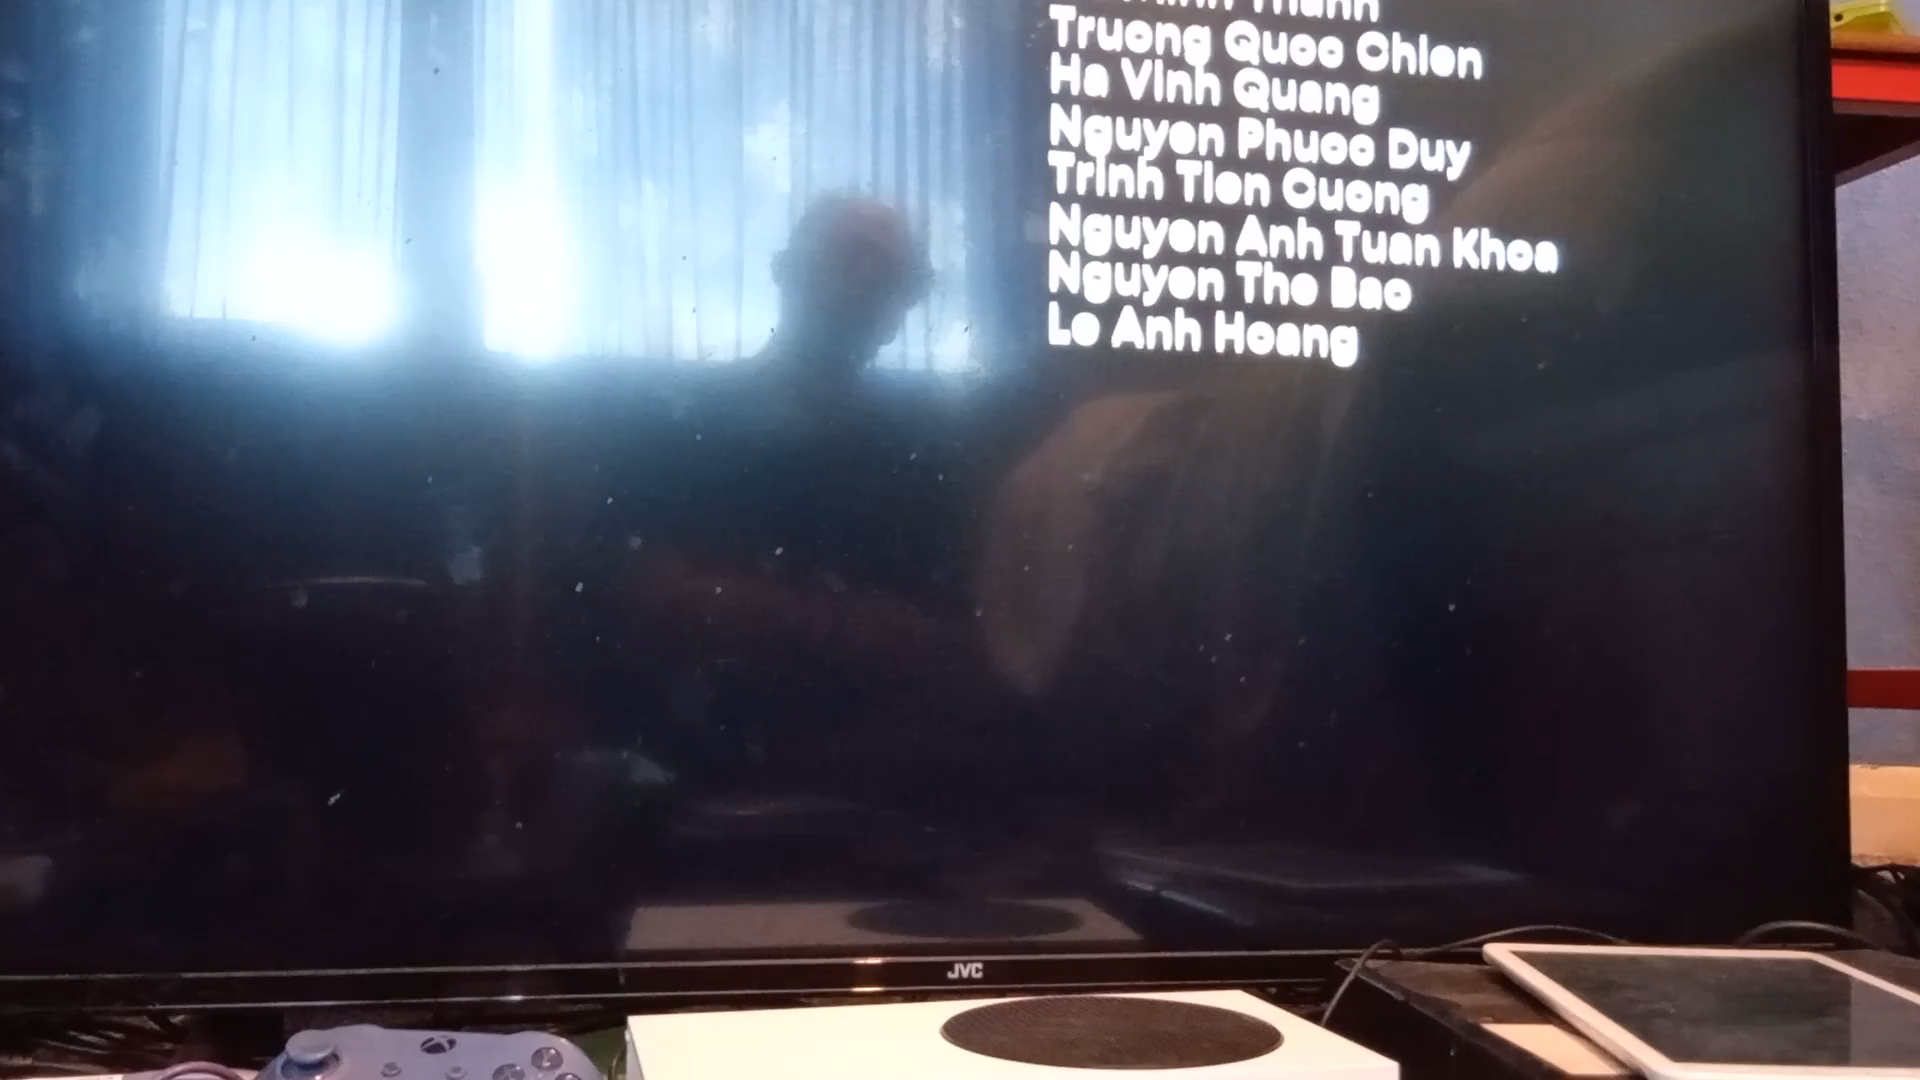 Truong Quoc Chien
Ha Vinh Quang
Nguyen Phuoc Duy
Trinh Tien Cuong
Nguyen Anh Tuan Khoa
Nguyen The Bao
Le Anh Hoang
JVC